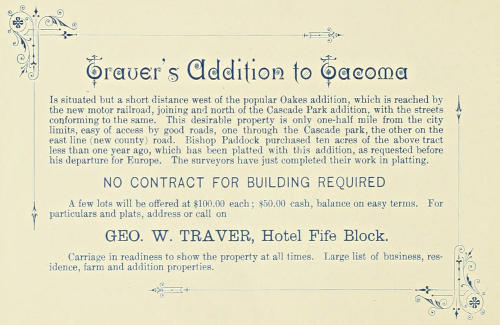 Traver's Addition to Tacoma
Is situated but a short distance west of the popular Oakes addition, which is reached by
the new motor railroad, joining and north of the Cascade Park addition, with the streets
conforming to the same. This desirable property is only one-half mile from the city
limits, easy of access by good roads, one through the Cascade park, the other on the
east line (new county) road. Bishop Paddock purchased ten acres of the above tract
less than one year ago, which has been platted with this addition, as requested before
his departure for Europe. The surveyors have just completed their work in platting.
NO CONTRACT FOR BUILDING REQUIRED
A few lots will be offered at $100.00 each; $50.00 cash, balance on easy terms. For
particulars and plats, address or call on
GEO. W. TRAVER, Hotel Fife Block.
Carriage in readiness to show the property at all times. Large list of business, res-
idence, farm and addition properties.